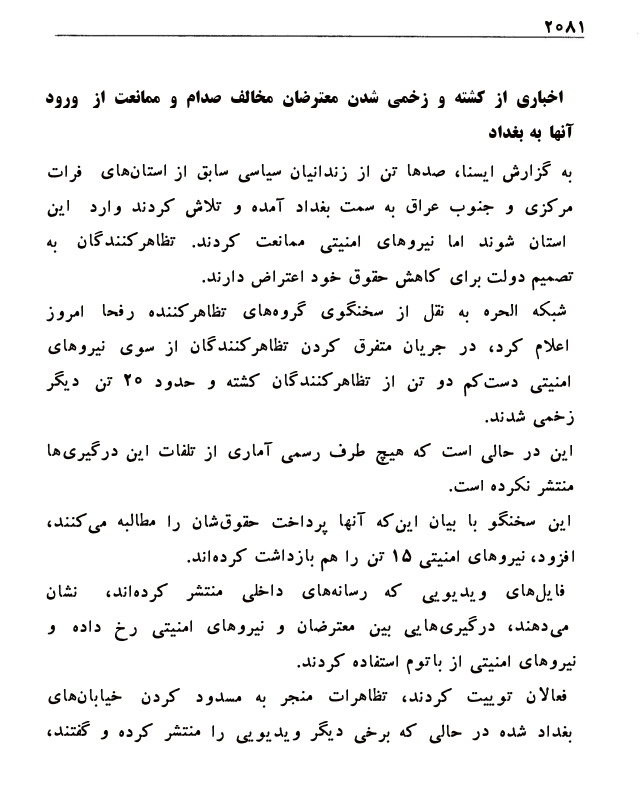 ۲۰۸۱
اخباری از کشته و زخمی شدن معترضان مخالف صدام و ممانعت از ورود
آنها به بغداد
به گزارش ایسنا، صدها تن از زندانیان سیاسی سابق از استان‌های فرات
مرکزی و جنوب عراق به سمت بغداد آمده و تلاش کردند وارد این
استان شوند اما نیروهای امنیتی ممانعت کردند. تظاهرکنندگان به
تصمیم دولت برای کاهش حقوق خود اعتراض دارند.
شبکه الحره به نقل از سخنگوی گروه‌های تظاهرکننده رفحا امروز
اعلام کرد، در جریان متفرق کردن تظاهرکنندگان از سوی نیروهای
امنیتی دست‌کم دو تن از تظاهرکنندگان کشته و حدود ۲۰ تن دیگر
زخمی شدند.
این در حالی است که هیچ طرف رسمی آماری از تلفات این درگیری‌ها
منتشر نکرده است.
این سخنگو با بیان این‌که آنها پرداخت حقوق‌شان را مطالبه می‌کنند،
افزود، نیروهای امنیتی ۱۵ تن را هم بازداشت کرده‌اند.
فایل‌های ویدیویی که رسانه‌های داخلی منتشر کرده‌اند، نشان
می‌دهند، درگیری‌هایی بین معترضان و نیروهای امنیتی رخ داده و
نیروهای امنیتی از باتوم استفاده کردند.
فعالان توییت کردند، تظاهرات منجر به مسدود کردن خیابان‌های
بغداد شده در حالی که برخی دیگر ویدیویی را منتشر کرده و گفتند،